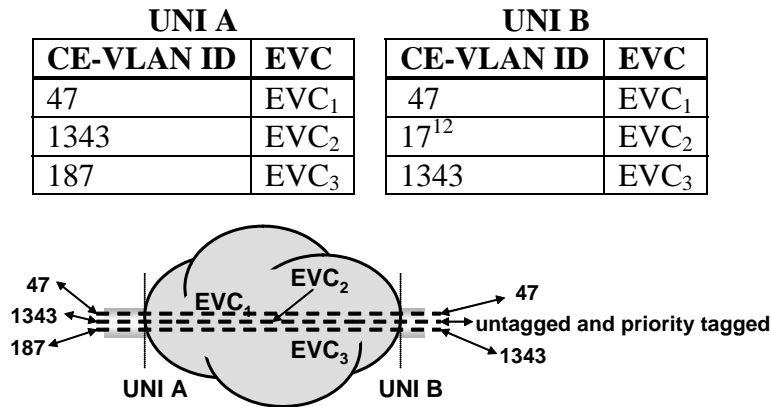 UNI A UNI B
CE-VLAN ID EVC CE-VLAN ID EVC
47 EVC₁ 47 EVC₁
1343 EVC₂ 17¹² EVC₂
187 EVC₃ 1343 EVC₃
EVC₂
47 EVC₁ 47
1343 untagged and priority tagged
187 EVC₃ 1343
UNI A UNI B